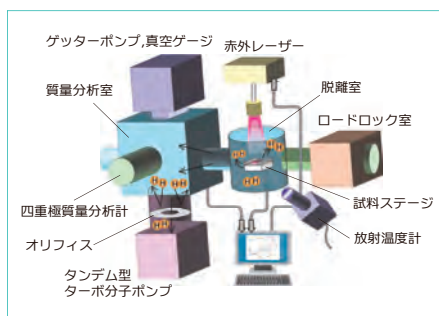 ゲッターポンプ,真空ゲージ
赤外レーザー
質量分析室
脱離室
ロードロック室
四重極質量分析計
試料ステージ
オリフィス
放射温度計
タンデム型
ターボ分子ポンプ